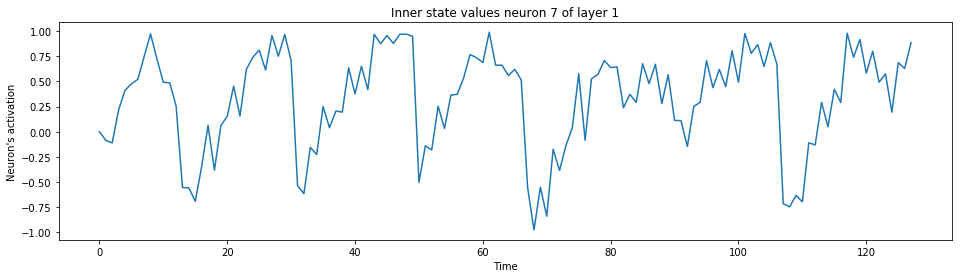 Inner state values neuron 7 of layer 1
Neuron's activation
1.00
0.75
0.50
0.25
0.00
−0.25
−0.50
−0.75
−1.00
0 20 40 60 80 100 120
Time